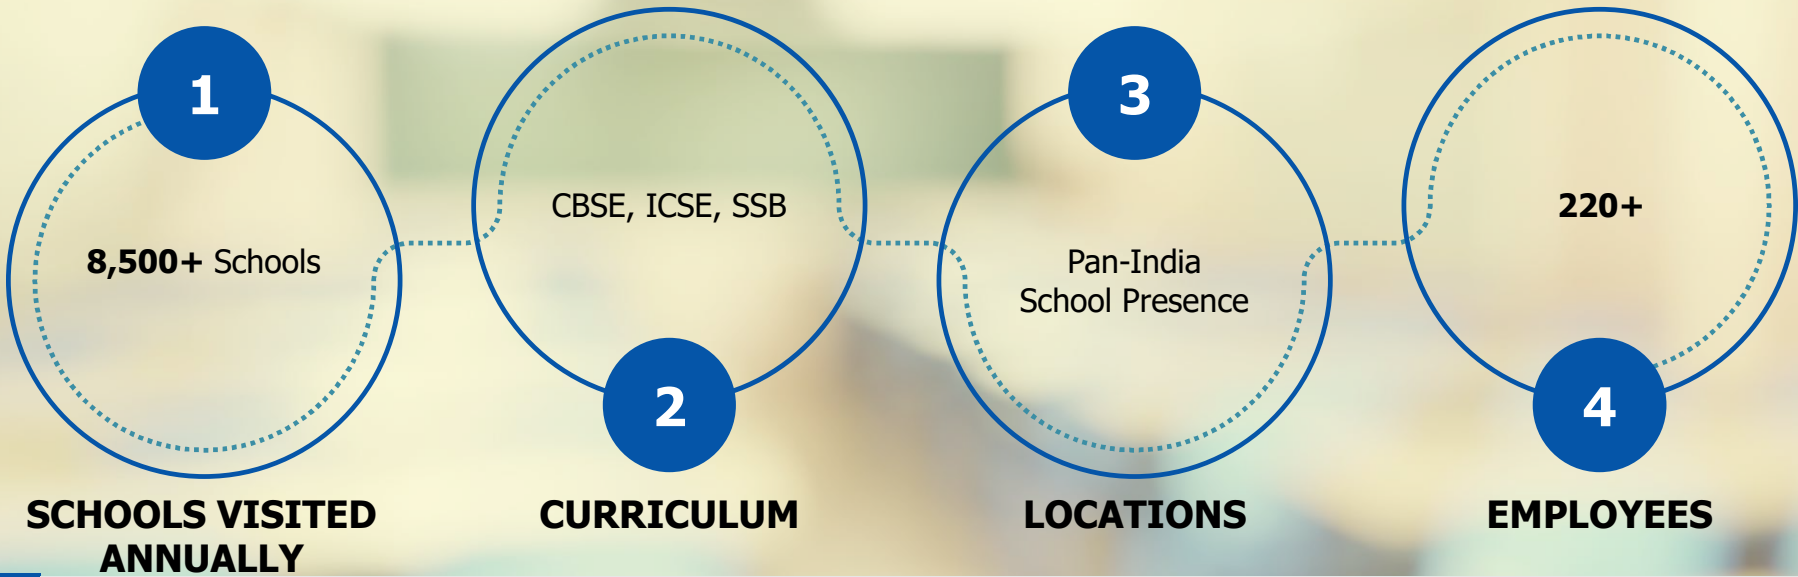 1
8,500+ Schools
SCHOOLS VISITED
ANNUALLY
CBSE, ICSE, SSB
2
CURRICULUM
3
Pan-India
School Presence
LOCATIONS
220+
4
EMPLOYEES